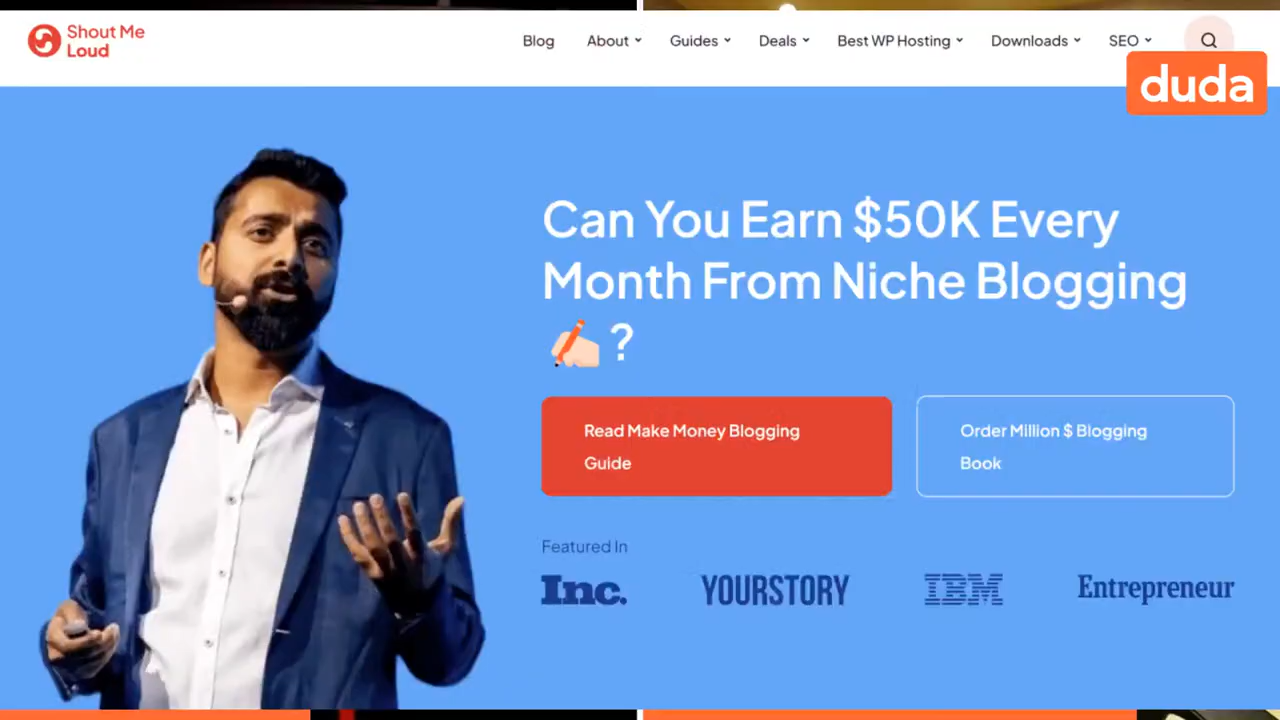 Shout Me
Loud
Blog
About
Guides
Deals
Best WP Hosting
Downloads
SEO
duda
Can You Earn $50K Every
Month From Niche Blogging
✍🏻?
Read Make Money Blogging
Guide
Order Million $ Blogging
Book
Featured In
Inc.
YOURSTORY
IBM
Entrepreneur